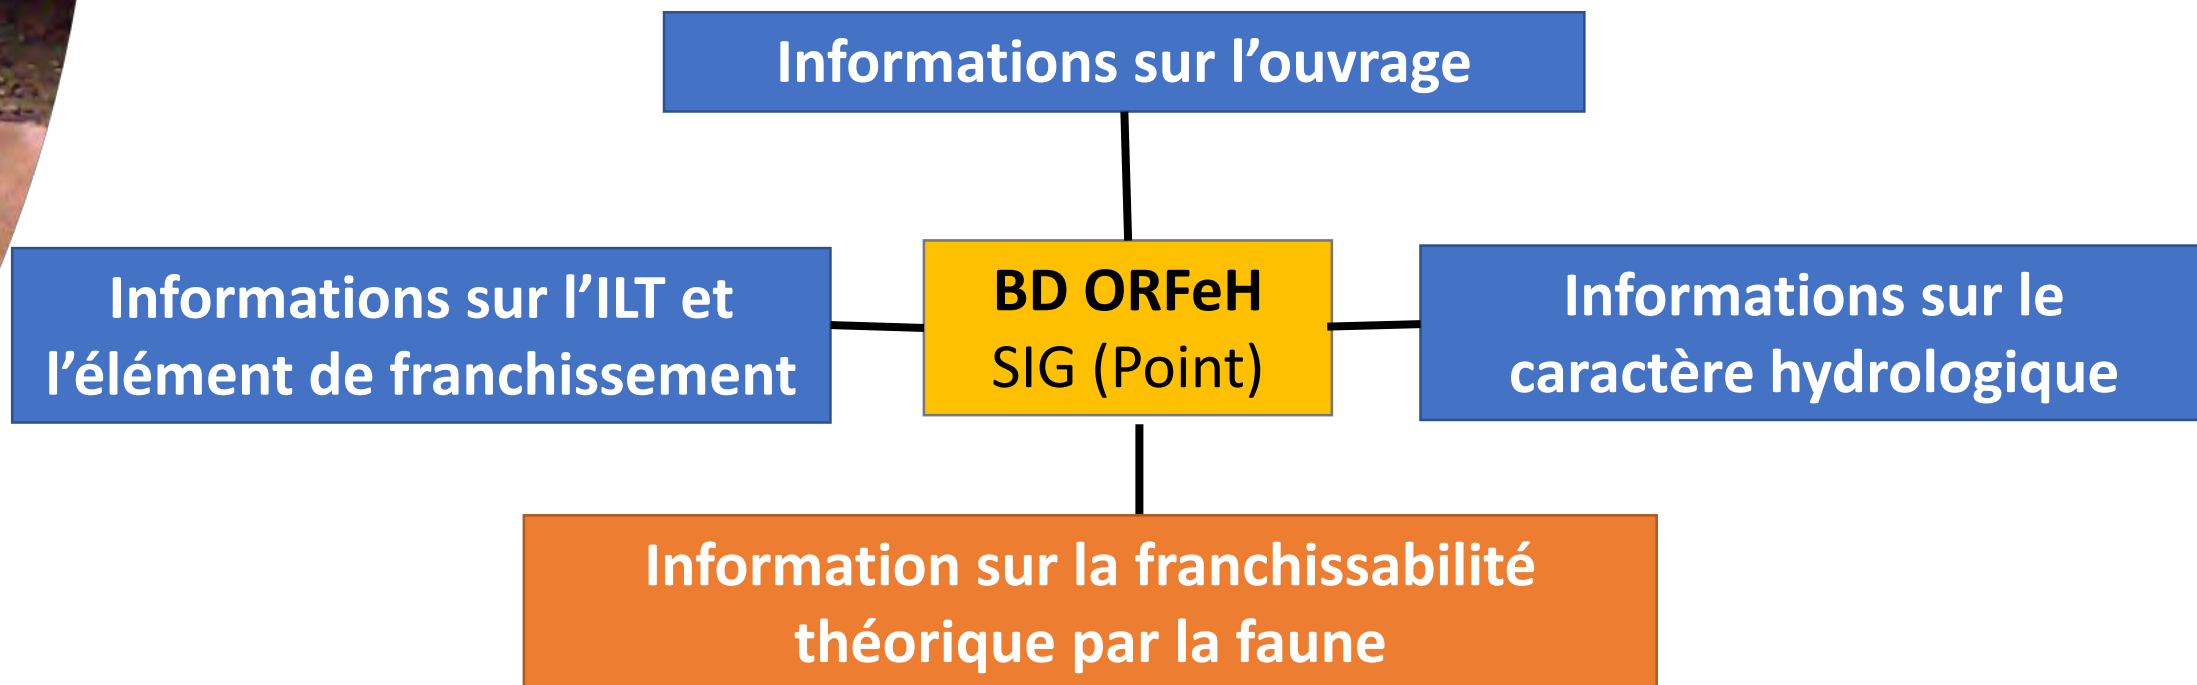 Informations sur l’ouvrage
Informations sur l’ILT et
l’élément de franchissement
BD ORFeH
SIG (Point)
Informations sur le
caractère hydrologique
Information sur la franchissabilité
théorique par la faune